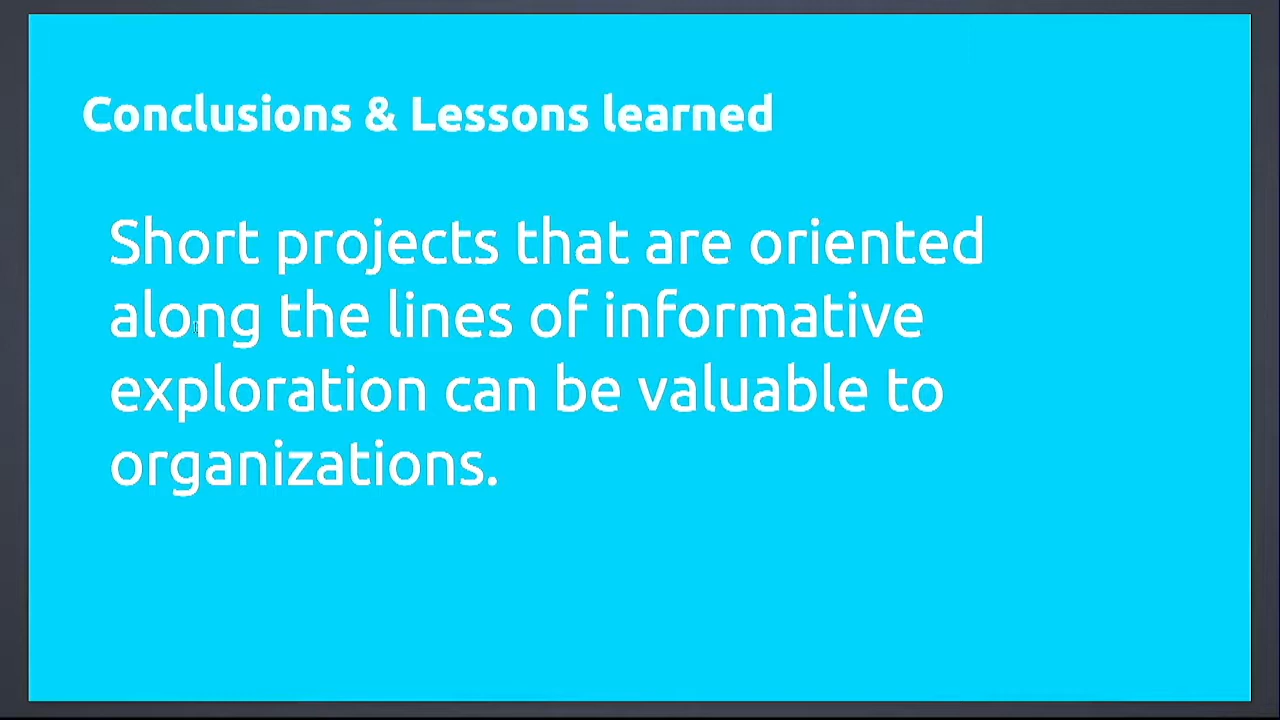 Conclusions & Lessons learned
Short projects that are oriented
along the lines of informative
exploration can be valuable to
organizations.